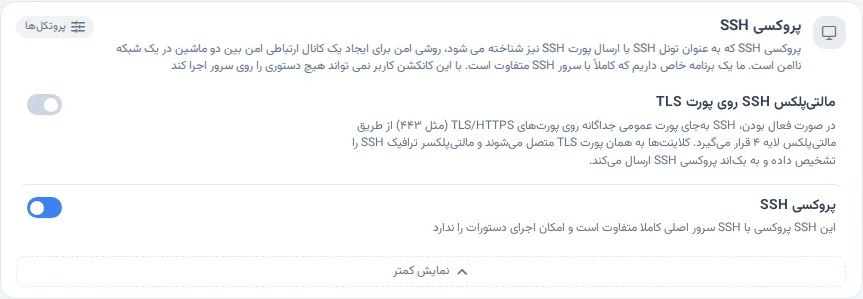 پروکسی SSH
پروتکل‌ها
پروکسی SSH که به عنوان تونل SSH یا ارسال پورت SSH نیز شناخته می شود، روشی امن برای ایجاد یک کانال ارتباطی امن بین دو ماشین در یک شبکه
ناامن است. ما یک برنامه خاص داریم که کاملاً با سرور SSH متفاوت است. با این کانکشن کاربر نمی تواند هیچ دستوری را روی سرور اجرا کند
مالتی‌پلکس SSH روی پورت TLS
در صورت فعال بودن، SSH به‌جای پورت عمومی جداگانه روی پورت‌های TLS/HTTPS (مثل ۴۴۳) از طریق
مالتی‌پلکس لایه ۴ قرار می‌گیرد. کلاینت‌ها به همان پورت TLS متصل می‌شوند و مالتی‌پلکسر ترافیک SSH را
تشخیص داده و به بک‌اند پروکسی SSH ارسال می‌کند.
پروکسی SSH
این SSH پروکسی با SSH سرور اصلی کاملا متفاوت است و امکان اجرای دستورات را ندارد
نمایش کمتر